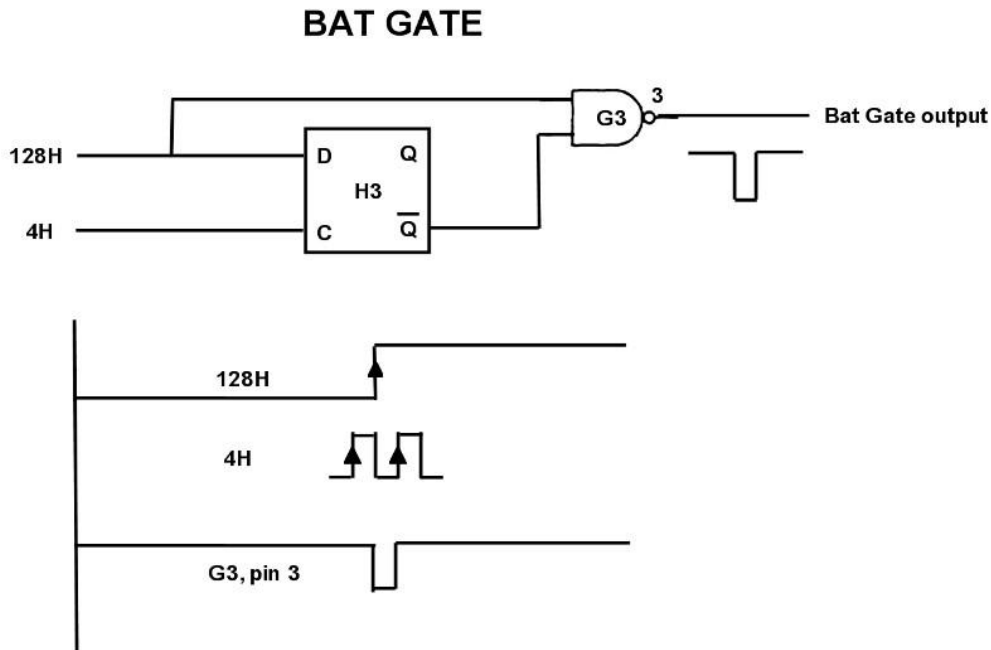 BAT GATE
3
G3
Bat Gate output
128H
D
Q
H3
4H
C
Q̅
128H
4H
G3, pin 3